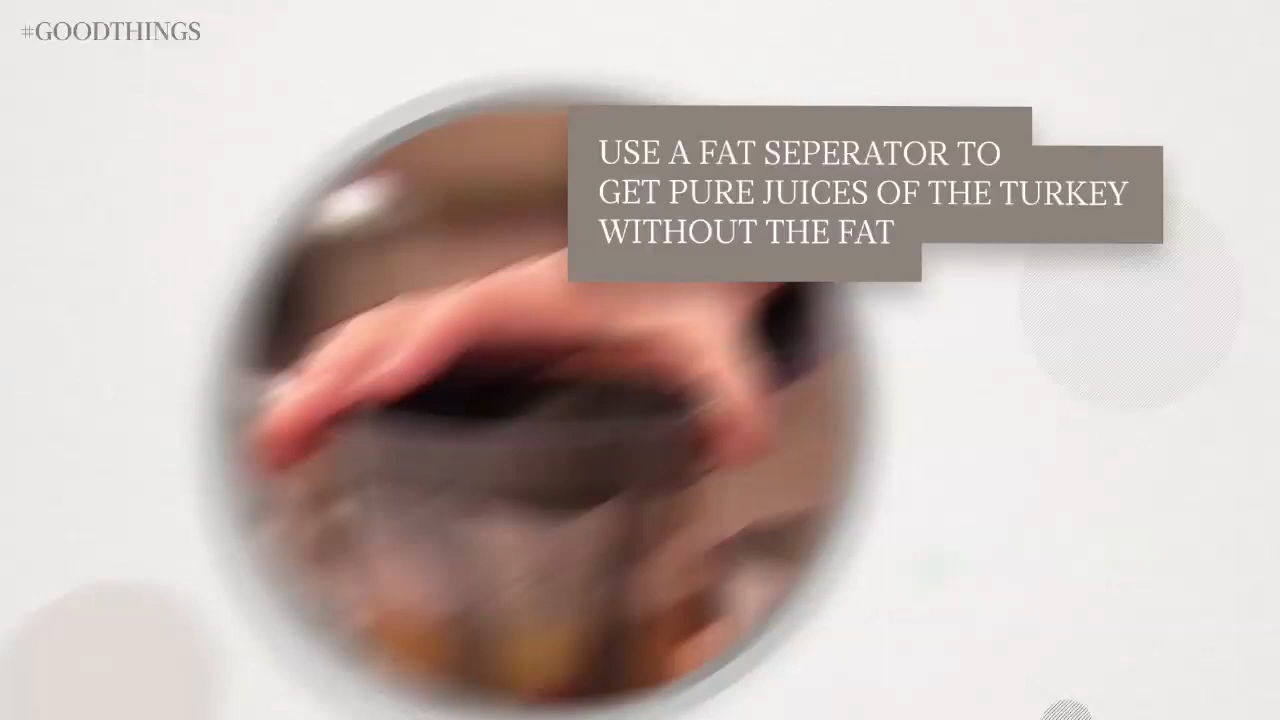 #GOODTHINGS
USE A FAT SEPERATOR TO
GET PURE JUICES OF THE TURKEY
WITHOUT THE FAT